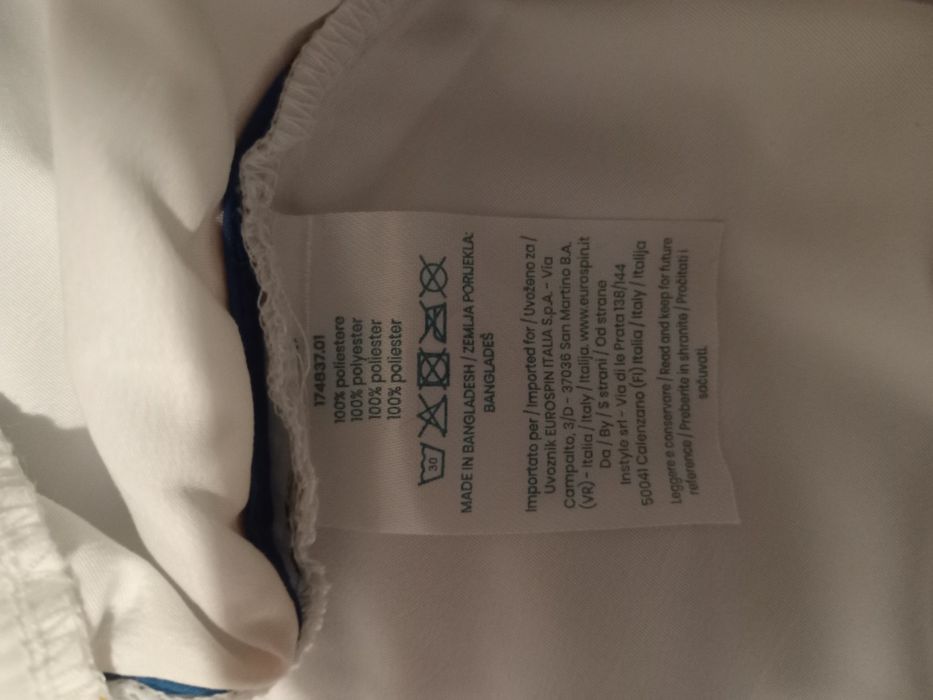 174837.01
100% poliestere
100% polyester
100% poliester
100% poliester
30
MADE IN BANGLADESH / ZEMLJA PORIJEKLA:
BANGLADEŠ
Importato per / Imported for / Uvoženo za /
Uvoznik EUROSPIN ITALIA S.p.A. - Via
Campalto, 3/D - 37036 San Martino B.A.
(VR) - Italia / Italy / Italija. www.eurospin.it
Da / By / S strani / Od strane
Instyle srl - Via di le Prata 138/144
50041 Calenzano (FI) Italia / Italy / Italija
Leggere e conservare / Read and keep for future
reference / Preberite in shranite / Pročitati i
sačuvati.